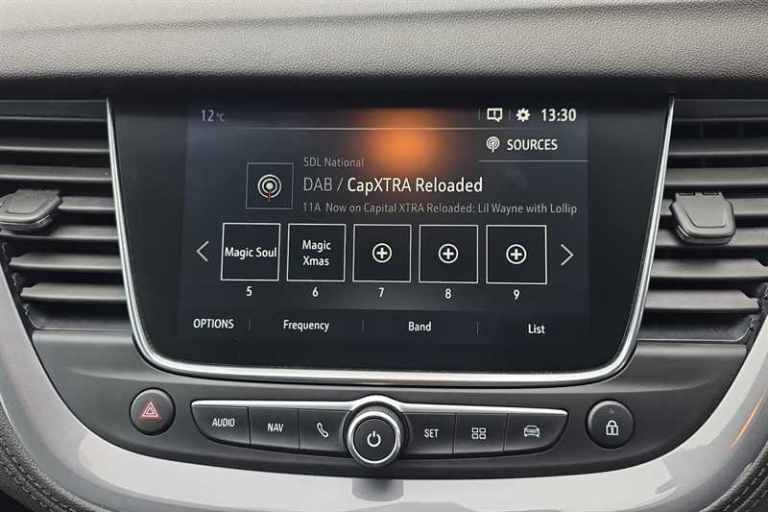 12°C
13:30
SOURCES
SDL National
DAB / CapXTRA Reloaded
11A Now on Capital XTRA Reloaded: Lil Wayne with Lollip
Magic Soul
Magic
Xmas
5 6 7 8 9
OPTIONS Frequency Band List
AUDIO NAV SET